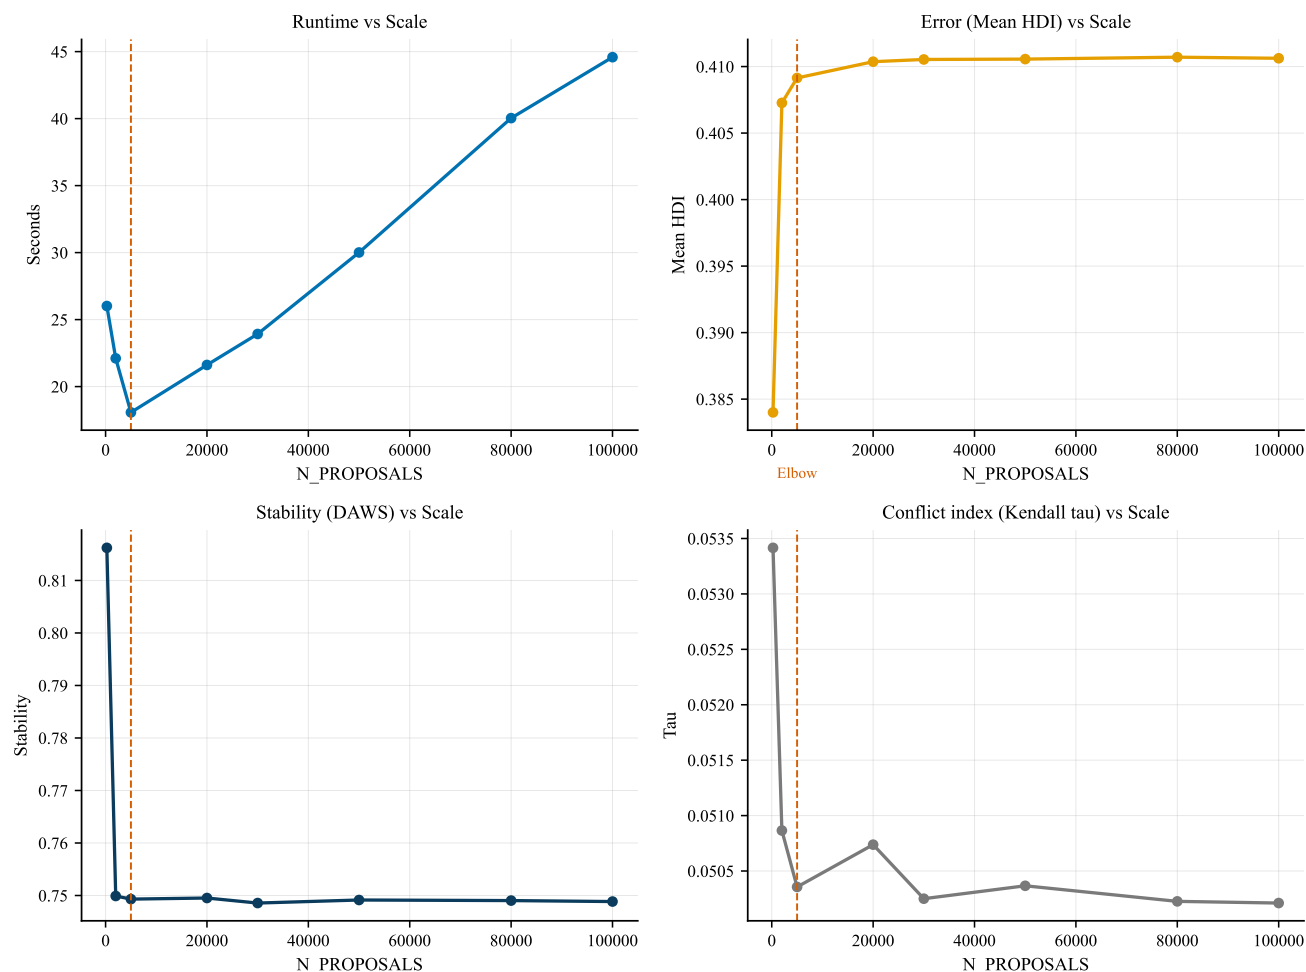 Runtime vs Scale
45
40
35
30
25
20
Seconds
0 20000 40000 60000 80000 100000
N_PROPOSALS
Error (Mean HDI) vs Scale
0.410
0.405
0.400
0.395
0.390
0.385
Mean HDI
0 20000 40000 60000 80000 100000
Elbow
N_PROPOSALS
Stability (DAWS) vs Scale
0.81
0.80
0.79
0.78
0.77
0.76
0.75
Stability
0 20000 40000 60000 80000 100000
N_PROPOSALS
Conflict index (Kendall tau) vs Scale
0.0535
0.0530
0.0525
0.0520
0.0515
0.0510
0.0505
Tau
0 20000 40000 60000 80000 100000
N_PROPOSALS